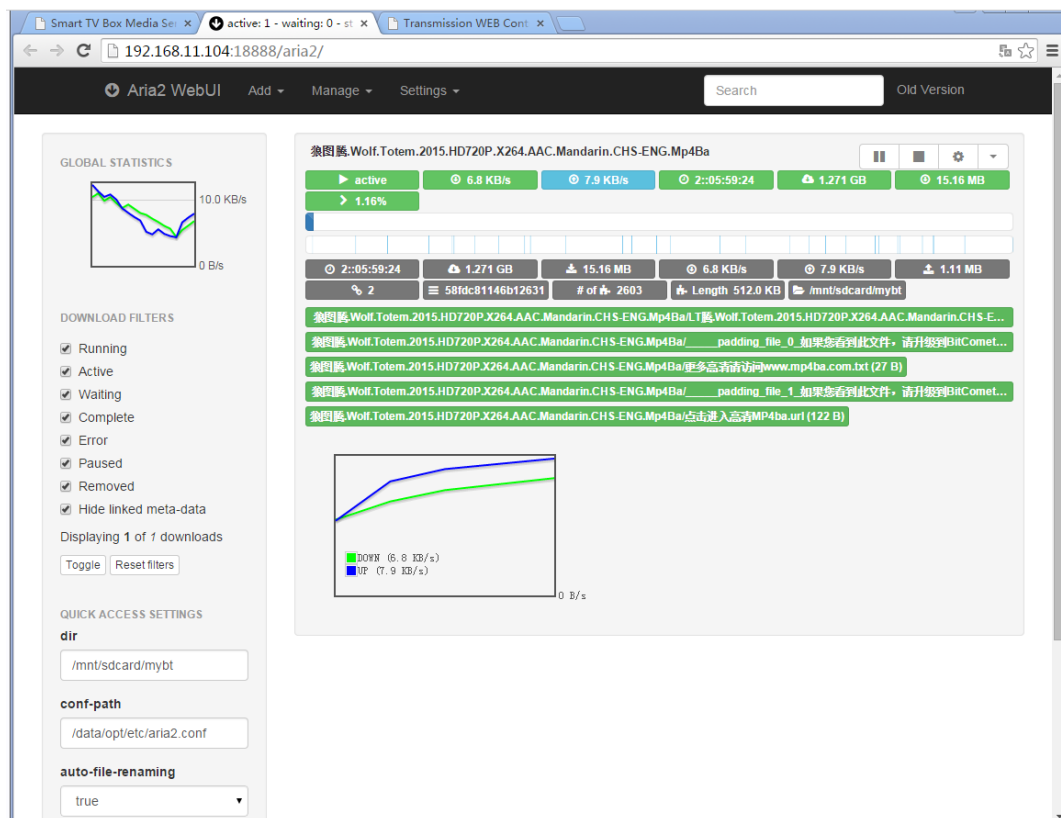 Smart TV Box Media Ser
active: 1 - waiting: 0 - st
Transmission WEB Cont
192.168.11.104:18888/aria2/
Aria2 WebUI Add Manage Settings Search Old Version
GLOBAL STATISTICS
10.0 KB/s
0 B/s
DOWNLOAD FILTERS
Running
Active
Waiting
Complete
Error
Paused
Removed
Hide linked meta-data
Displaying 1 of 1 downloads
Toggle Reset filters
QUICK ACCESS SETTINGS
dir
/mnt/sdcard/mybt
conf-path
/data/opt/etc/aria2.conf
auto-file-renaming
true
狼图腾.Wolf.Totem.2015.HD720P.X264.AAC.Mandarin.CHS-ENG.Mp4Ba
active 6.8 KB/s 7.9 KB/s 2::05:59:24 1.271 GB 15.16 MB
1.16%
2::05:59:24 1.271 GB 15.16 MB 6.8 KB/s 7.9 KB/s 1.11 MB
2 58fdc81146b12631 # of 2603 Length 512.0 KB /mnt/sdcard/mybt
狼图腾.Wolf.Totem.2015.HD720P.X264.AAC.Mandarin.CHS-ENG.Mp4Ba/LT腾.Wolf.Totem.2015.HD720P.X264.AAC.Mandarin.CHS-E...
狼图腾.Wolf.Totem.2015.HD720P.X264.AAC.Mandarin.CHS-ENG.Mp4Ba/_____padding_file_0_如果您看到此文件，请升级到BitComet...
狼图腾.Wolf.Totem.2015.HD720P.X264.AAC.Mandarin.CHS-ENG.Mp4Ba/更多高清请访问www.mp4ba.com.txt (27 B)
狼图腾.Wolf.Totem.2015.HD720P.X264.AAC.Mandarin.CHS-ENG.Mp4Ba/_____padding_file_1_如果您看到此文件，请升级到BitComet...
狼图腾.Wolf.Totem.2015.HD720P.X264.AAC.Mandarin.CHS-ENG.Mp4Ba/点击进入高清MP4ba.url (122 B)
DOWN (6.8 KB/s)
UP (7.9 KB/s)
0 B/s